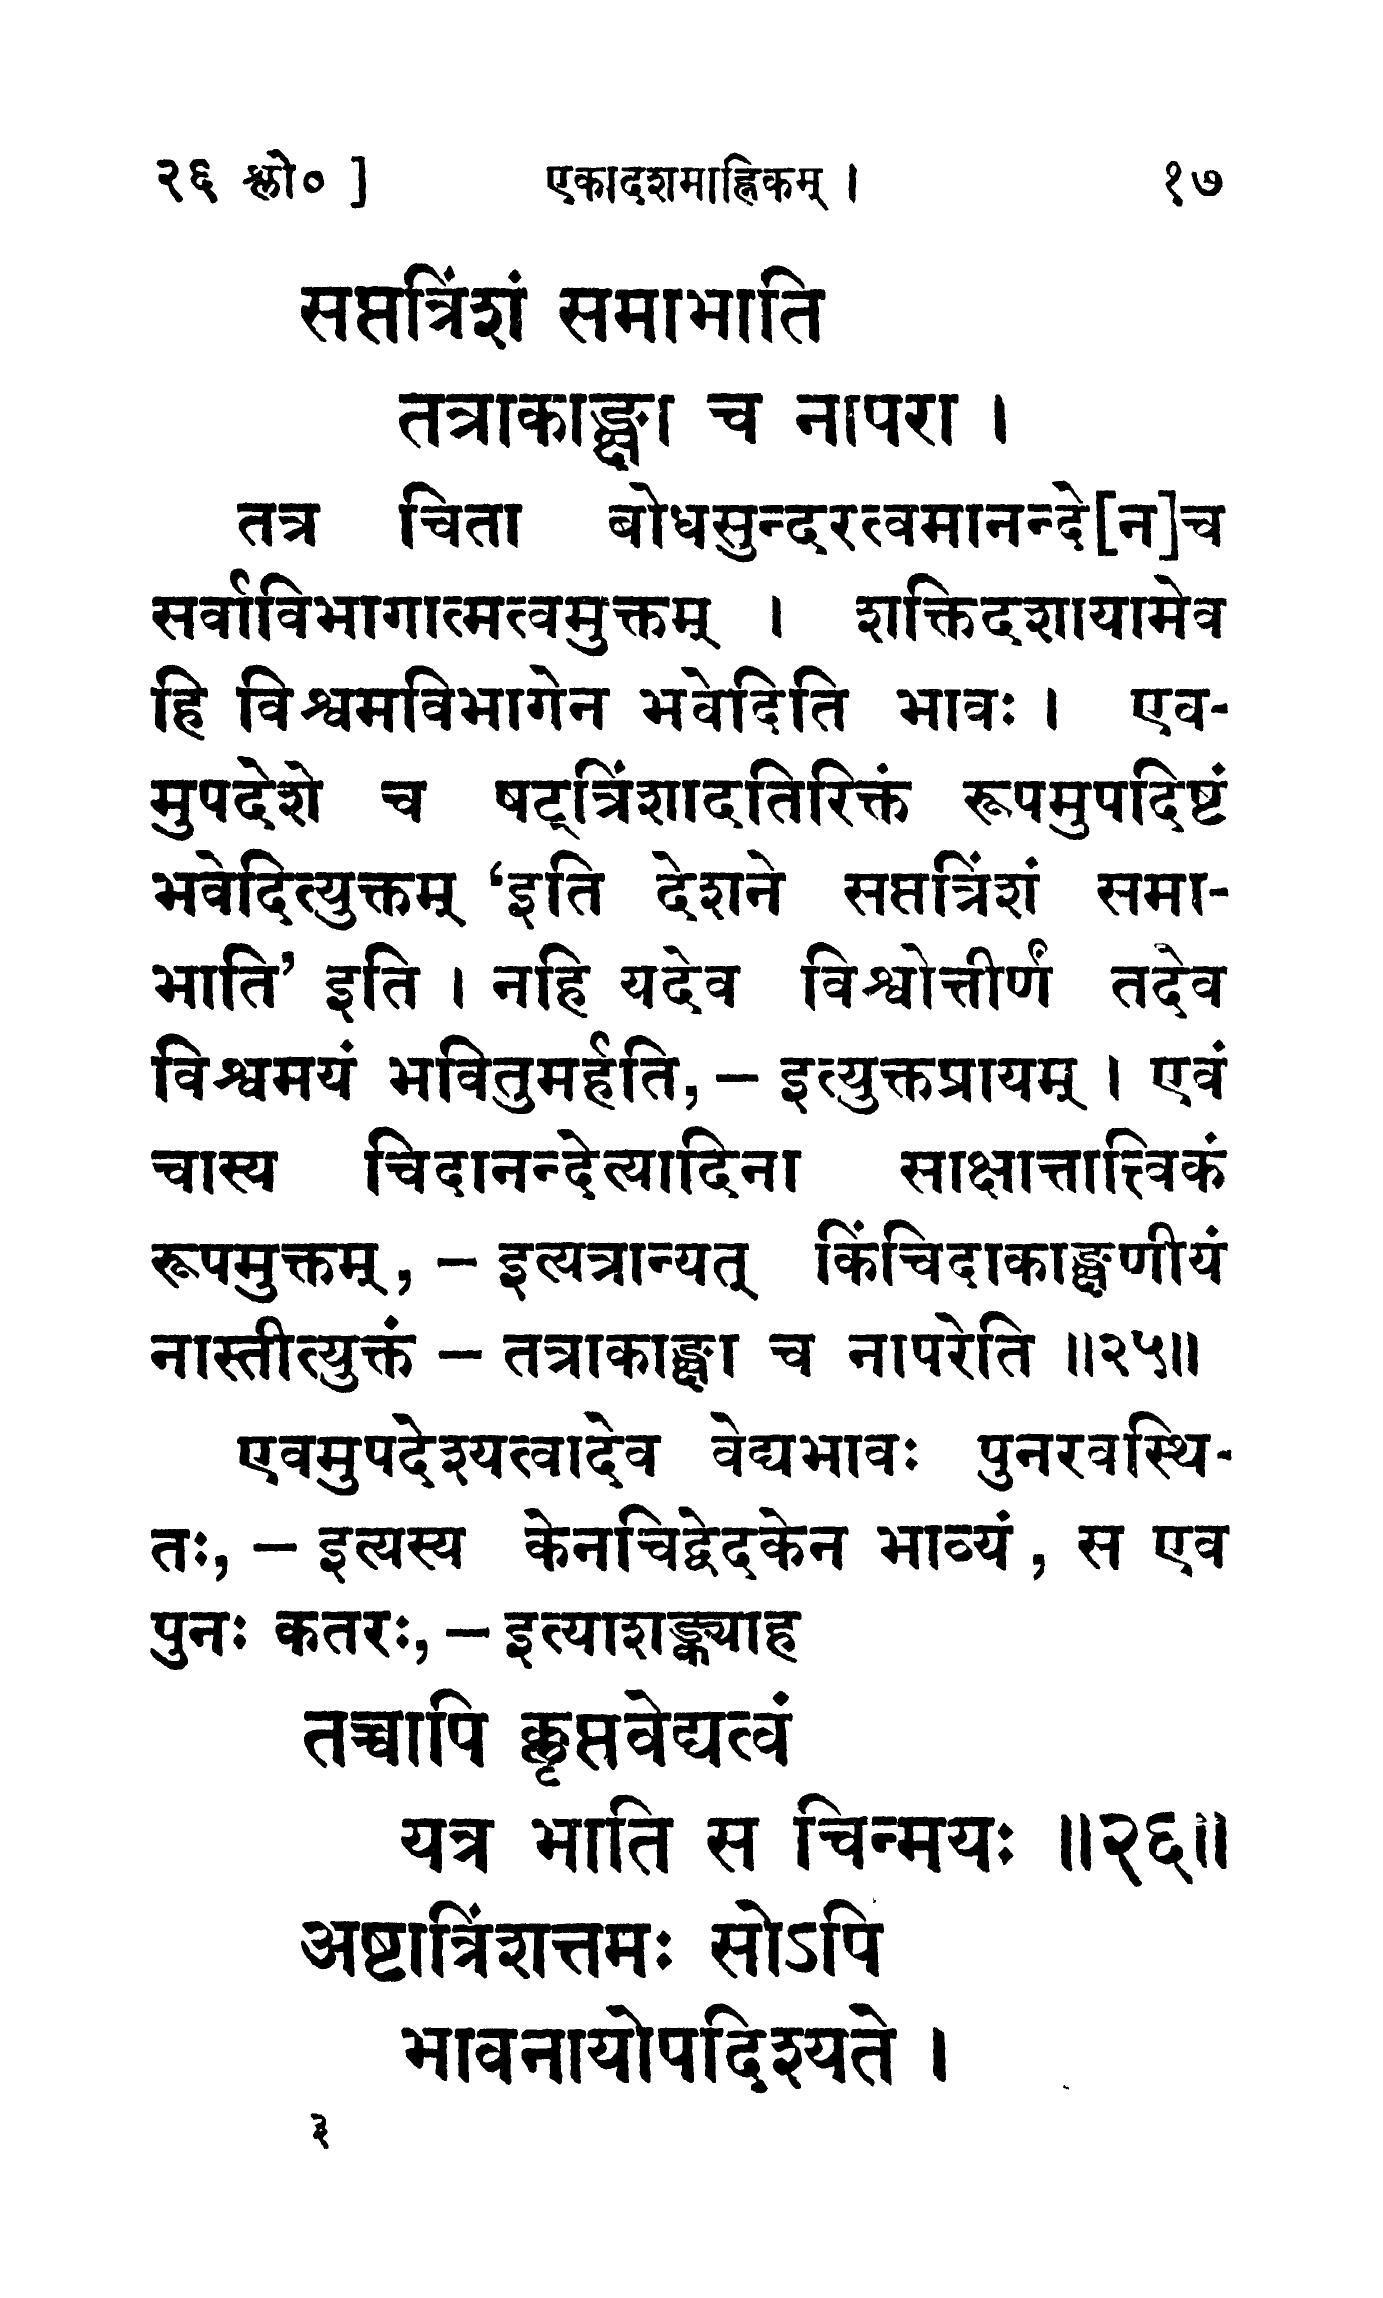 २६ श्लो० ] एकादशमाह्निकम् । १७
सप्तत्रिंशं समाभाति
तत्राकाङ्क्षा च नापरा ।
तत्र चिता बोधसुन्दरत्वमानन्दे[न]च
सर्वाविभागात्मत्वमुक्तम् । शक्तिदशायामेव
हि विश्वमविभागेन भवेदिति भावः । एव-
मुपदेशे च षट्त्रिंशादतिरिक्तं रूपमुपदिष्टं
भवेदित्युक्तम् ‘इति देशने सप्तत्रिंशं समा-
भाति’ इति । नहि यदेव विश्वोत्तीर्णं तदेव
विश्वमयं भवितुमर्हति, – इत्युक्तप्रायम् । एवं
चास्य चिदानन्देत्यादिना साक्षात्तात्त्विकं
रूपमुक्तम्, – इत्यत्रान्यत् किंचिदाकाङ्क्षणीयं
नास्तीत्युक्तं – तत्राकाङ्क्षा च नापरेति ॥२५॥
एवमुपदेश्यत्वादेव वेद्यभावः पुनरवस्थि-
तः, – इत्यस्य केनचिद्वेदकेन भाव्यं, स एव
पुनः कतरः, – इत्याशङ्क्याह
तच्चापि कॢप्तवेद्यत्वं
यत्र भाति स चिन्मयः ॥२६॥
अष्टात्रिंशत्तमः सोऽपि
भावनायोपदिश्यते ।
३